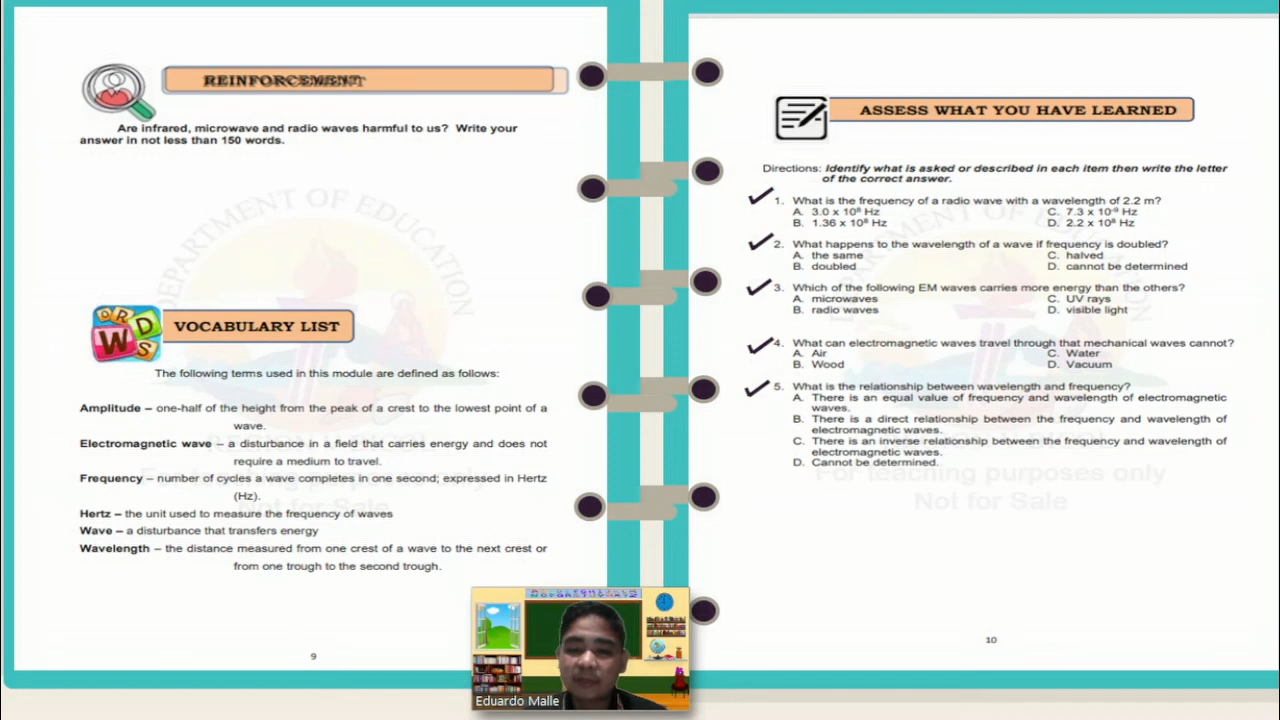 REINFORCEMENT
Are infrared, microwave and radio waves harmful to us? Write your
answer in not less than 150 words.
DEPARTMENT OF EDUCATION
WORDS
VOCABULARY LIST
The following terms used in this module are defined as follows:
Amplitude – one-half of the height from the peak of a crest to the lowest point of a
wave.
Electromagnetic wave – a disturbance in a field that carries energy and does not
require a medium to travel.
Frequency – number of cycles a wave completes in one second; expressed in Hertz
(Hz).
Hertz – the unit used to measure the frequency of waves
Wave – a disturbance that transfers energy
Wavelength – the distance measured from one crest of a wave to the next crest or
from one trough to the second trough.
Not for Sale
9
ASSESS WHAT YOU HAVE LEARNED
Directions: Identify what is asked or described in each item then write the letter
of the correct answer.
1. What is the frequency of a radio wave with a wavelength of 2.2 m?
A. 3.0 x 10⁸ Hz C. 7.3 x 10⁻⁹ Hz
B. 1.36 x 10⁸ Hz D. 2.2 x 10⁸ Hz
2. What happens to the wavelength of a wave if frequency is doubled?
A. the same C. halved
B. doubled D. cannot be determined
3. Which of the following EM waves carries more energy than the others?
A. microwaves C. UV rays
B. radio waves D. visible light
4. What can electromagnetic waves travel through that mechanical waves cannot?
A. Air C. Water
B. Wood D. Vacuum
5. What is the relationship between wavelength and frequency?
A. There is an equal value of frequency and wavelength of electromagnetic
waves.
B. There is a direct relationship between the frequency and wavelength of
electromagnetic waves.
C. There is an inverse relationship between the frequency and wavelength of
electromagnetic waves.
D. Cannot be determined.
For teaching purposes only
Not for Sale
10
Eduardo Malle